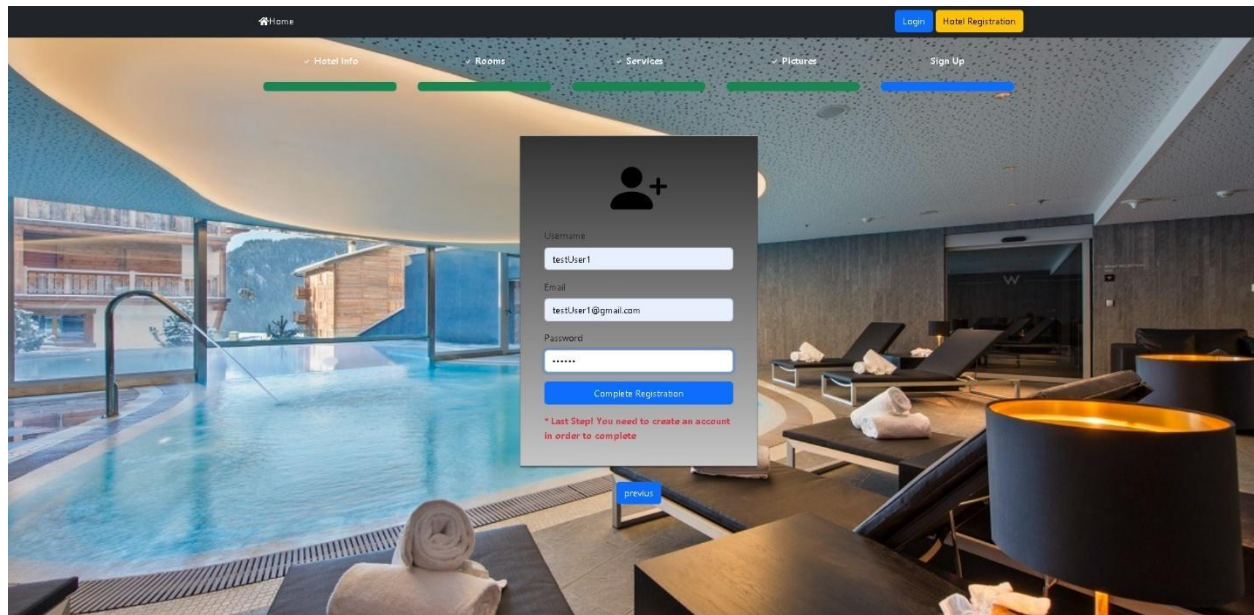 Home
Login
Hotel Registration
✓ Hotel Info
✓ Rooms
✓ Services
✓ Pictures
Sign Up
Username
testUser1
Email
testUser1@gmail.com
Password
••••••
Complete Registration
* Last Step! You need to create an account
in order to complete
previus
W